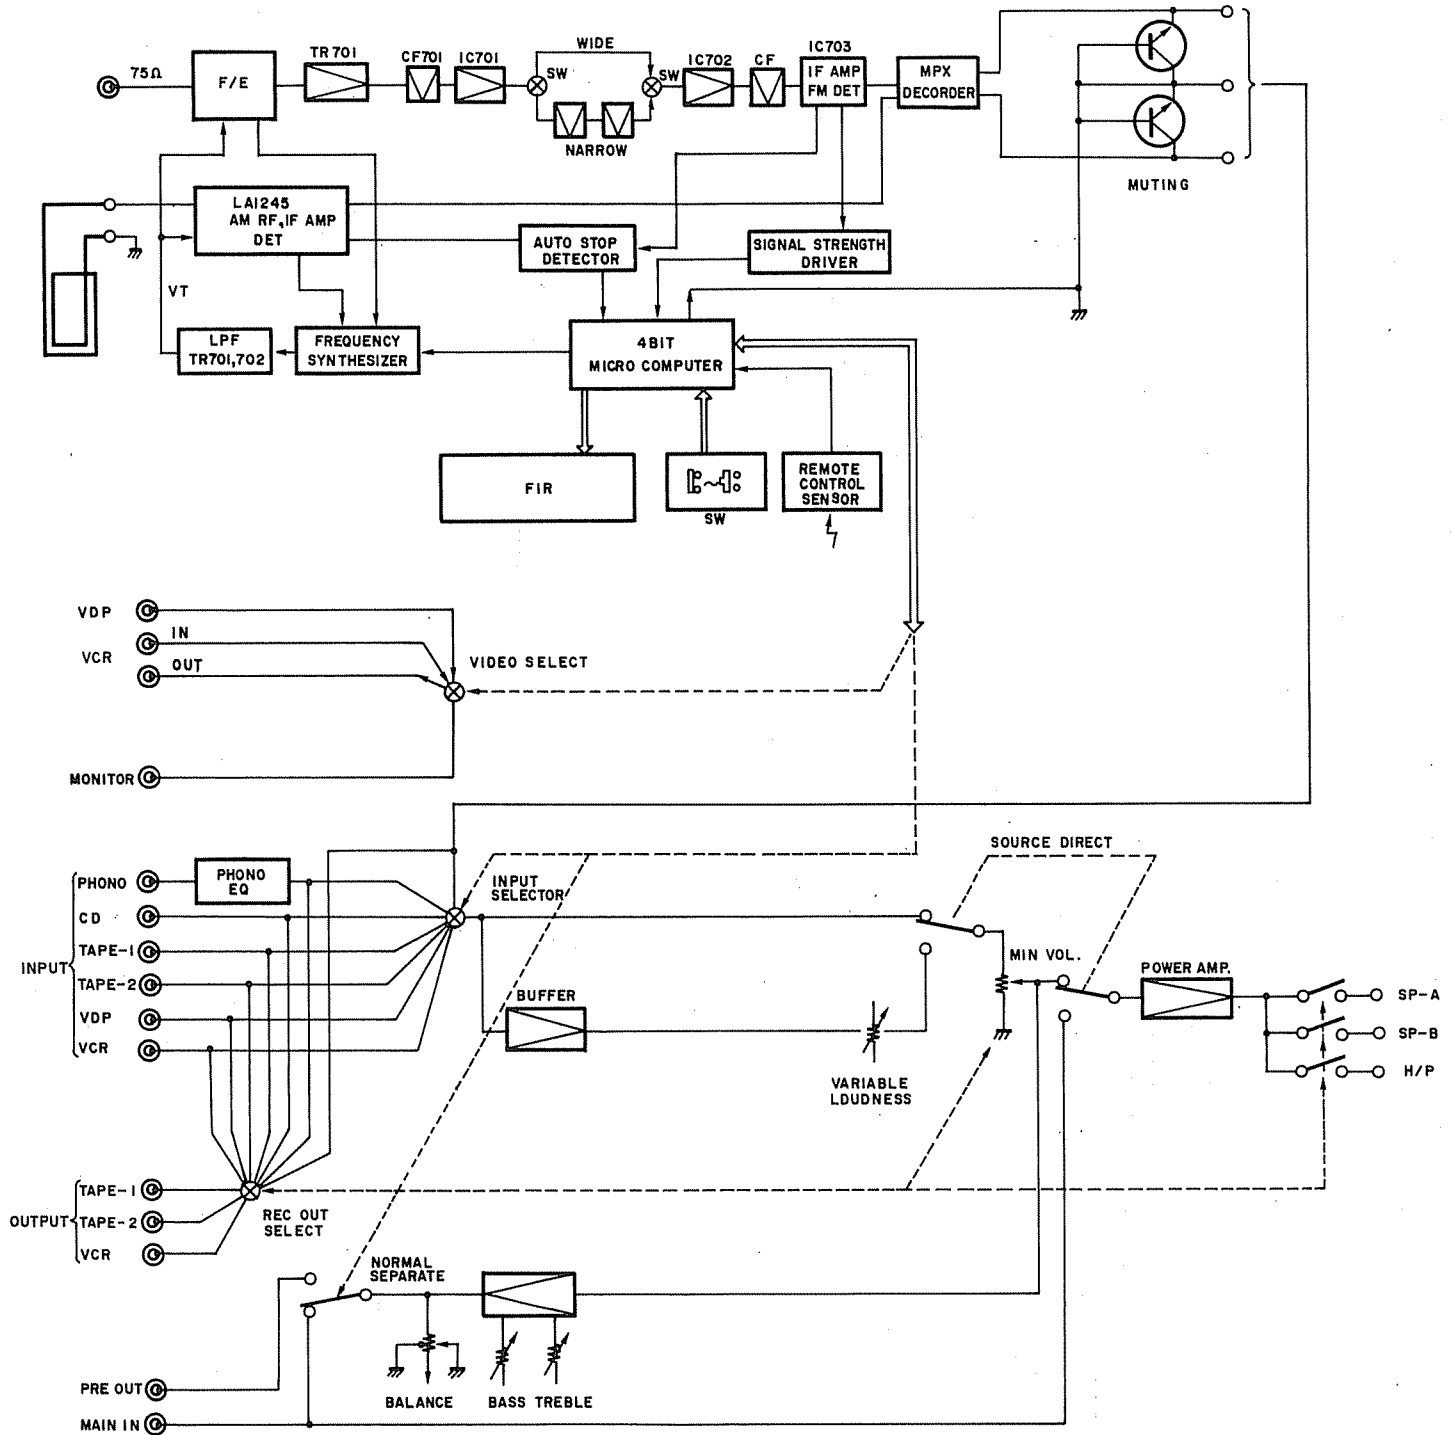 75Ω
F/E
TR701
CF701
IC701
WIDE
SW
NARROW
SW
IC702
CF
IC703
IF AMP
FM DET
MPX
DECORDER
MUTING
LA1245
AM RF, IF AMP
DET
AUTO STOP
DETECTOR
SIGNAL STRENGTH
DRIVER
VT
LPF
TR701,702
FREQUENCY
SYNTHESIZER
4BIT
MICRO COMPUTER
FIR
SW
REMOTE
CONTROL
SENSOR
VDP
VCR
IN
OUT
VIDEO SELECT
MONITOR
SOURCE DIRECT
INPUT
PHONO
CD
TAPE-1
TAPE-2
VDP
VCR
PHONO
EQ
INPUT
SELECTOR
BUFFER
VARIABLE
LDUDNESS
MIN VOL.
POWER AMP.
SP-A
SP-B
H/P
OUTPUT
TAPE-1
TAPE-2
VCR
REC OUT
SELECT
NORMAL
SEPARATE
BALANCE
BASS TREBLE
PRE OUT
MAIN IN